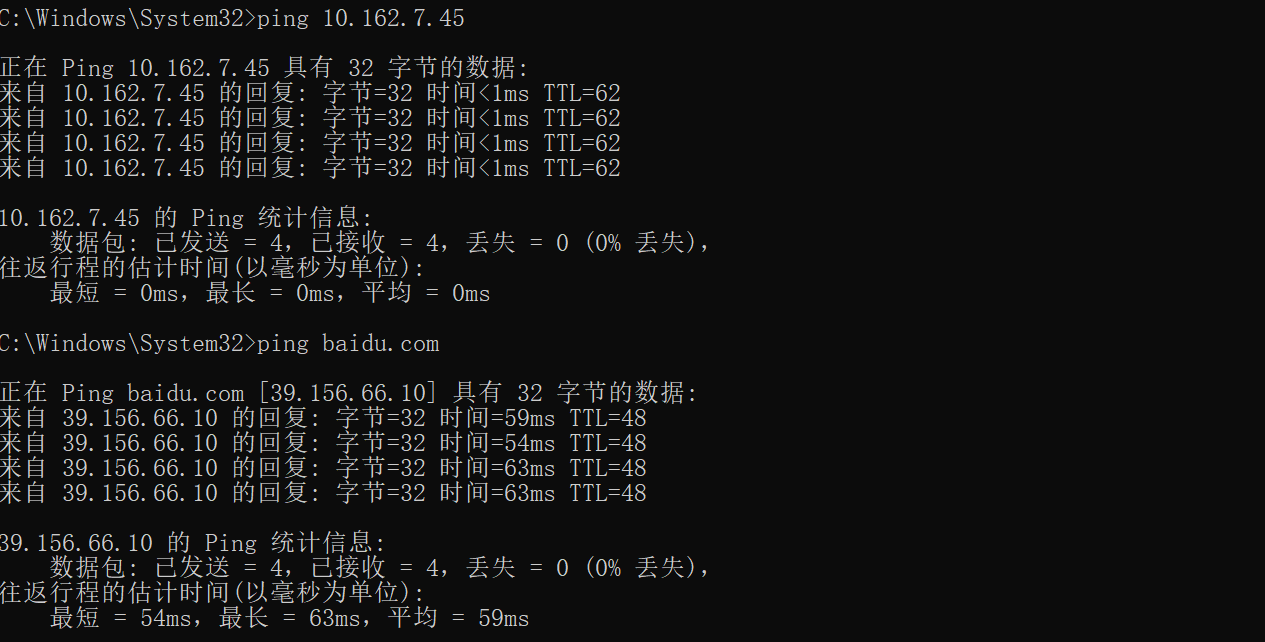 C:\Windows\System32>ping 10.162.7.45
正在 Ping 10.162.7.45 具有 32 字节的数据:
来自 10.162.7.45 的回复: 字节=32 时间<1ms TTL=62
来自 10.162.7.45 的回复: 字节=32 时间<1ms TTL=62
来自 10.162.7.45 的回复: 字节=32 时间<1ms TTL=62
来自 10.162.7.45 的回复: 字节=32 时间<1ms TTL=62
10.162.7.45 的 Ping 统计信息:
数据包: 已发送 = 4，已接收 = 4，丢失 = 0 (0% 丢失)，
往返行程的估计时间(以毫秒为单位):
最短 = 0ms，最长 = 0ms，平均 = 0ms
C:\Windows\System32>ping baidu.com
正在 Ping baidu.com [39.156.66.10] 具有 32 字节的数据:
来自 39.156.66.10 的回复: 字节=32 时间=59ms TTL=48
来自 39.156.66.10 的回复: 字节=32 时间=54ms TTL=48
来自 39.156.66.10 的回复: 字节=32 时间=63ms TTL=48
来自 39.156.66.10 的回复: 字节=32 时间=63ms TTL=48
39.156.66.10 的 Ping 统计信息:
数据包: 已发送 = 4，已接收 = 4，丢失 = 0 (0% 丢失)，
往返行程的估计时间(以毫秒为单位):
最短 = 54ms，最长 = 63ms，平均 = 59ms